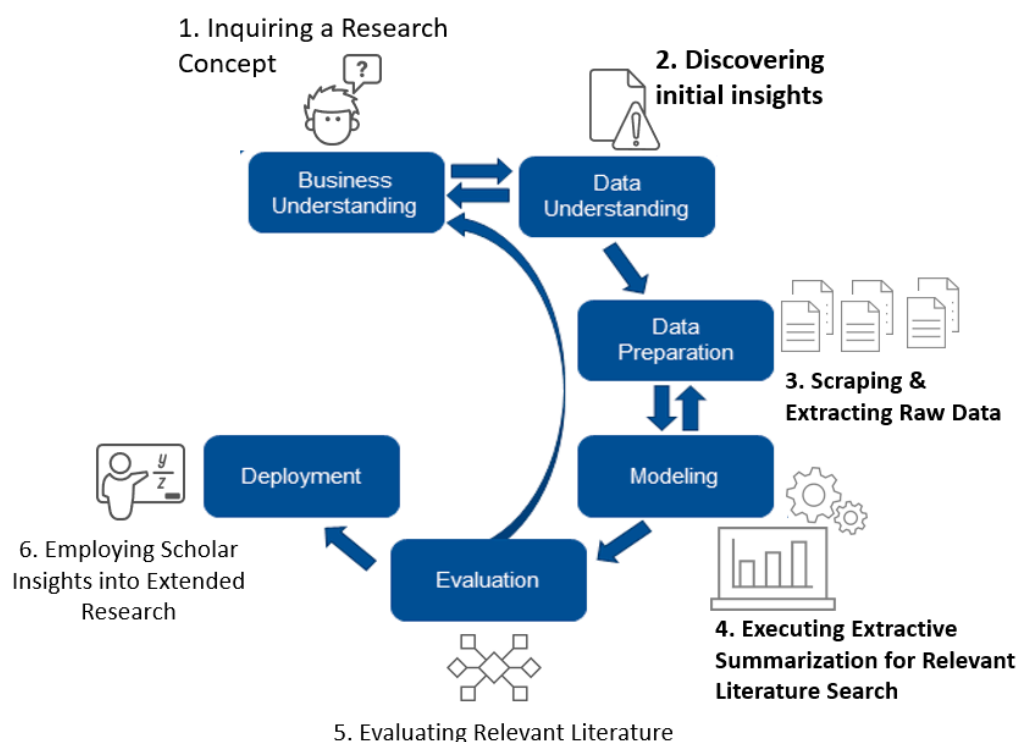 1. Inquiring a Research
Concept
?
2. Discovering
initial insights
!
Business
Understanding
Data
Understanding
Data
Preparation
3. Scraping &
Extracting Raw Data
Modeling
Deployment
y
z
6. Employing Scholar
Insights into Extended
Research
Evaluation
4. Executing Extractive
Summarization for Relevant
Literature Search
5. Evaluating Relevant Literature